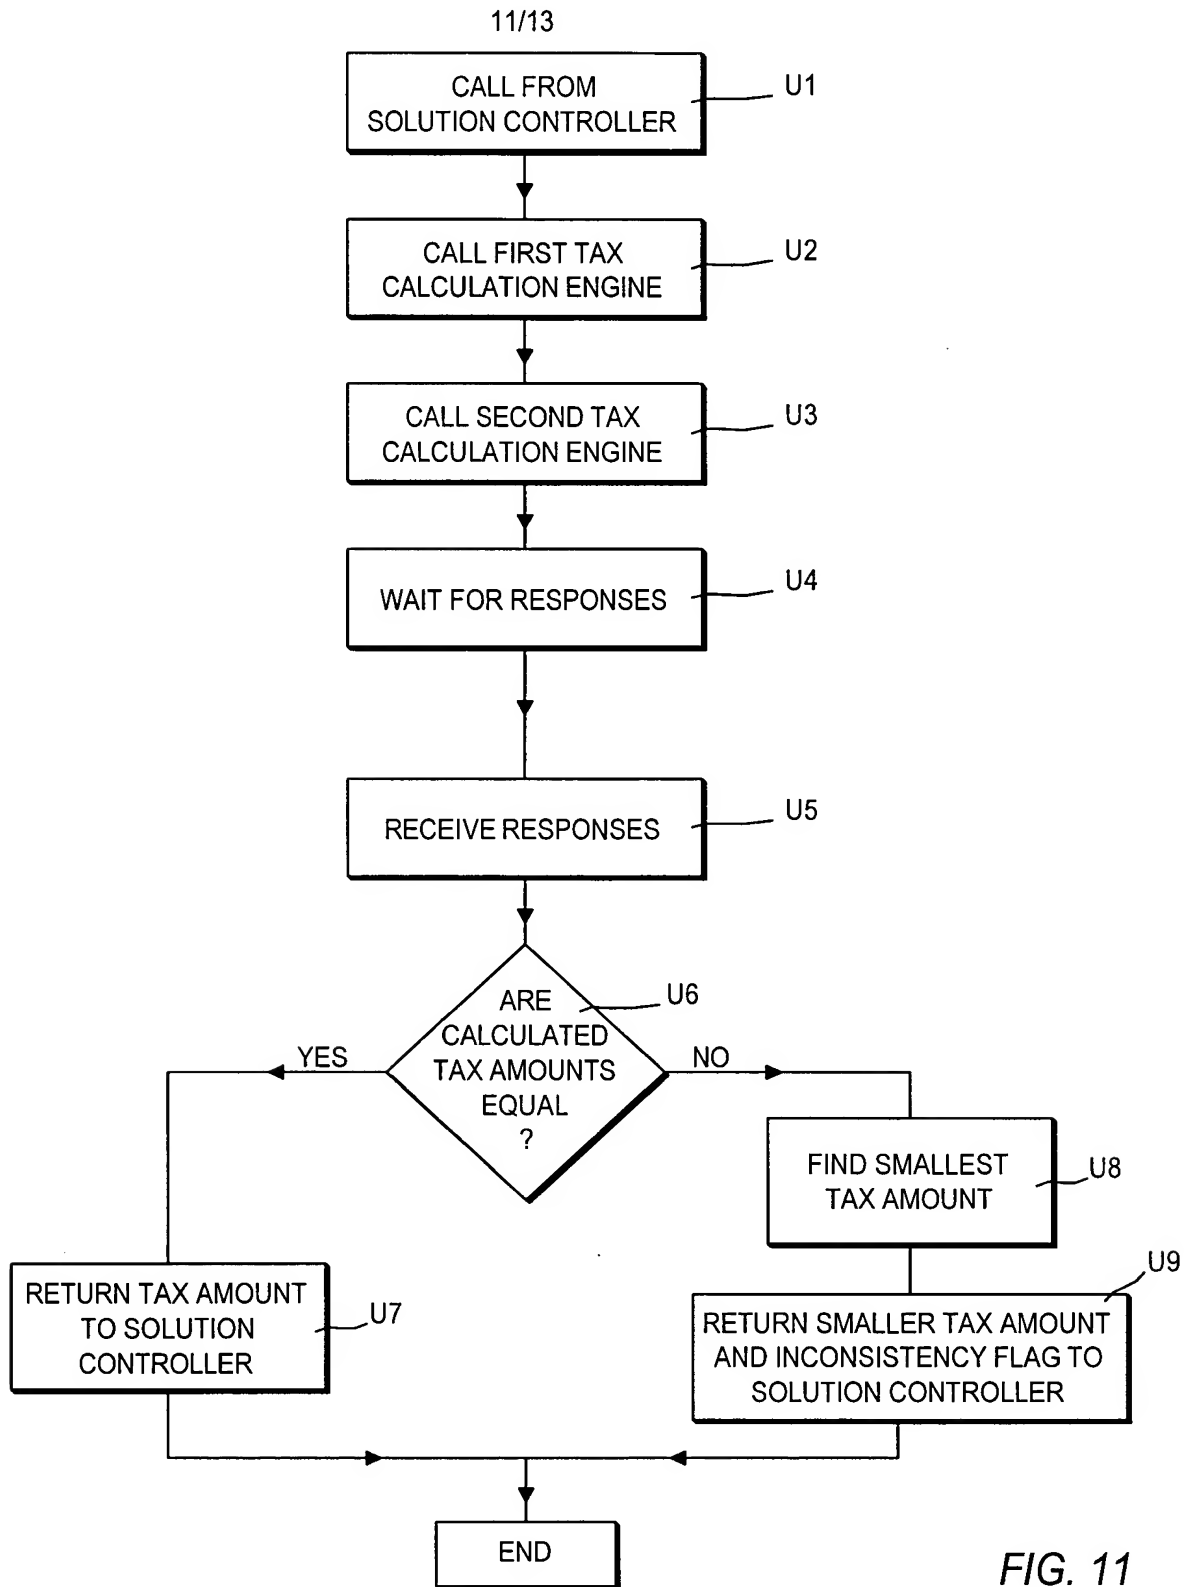 11/13
CALL FROM
SOLUTION CONTROLLER
U1
CALL FIRST TAX
CALCULATION ENGINE
U2
CALL SECOND TAX
CALCULATION ENGINE
U3
WAIT FOR RESPONSES
U4
RECEIVE RESPONSES
U5
ARE
CALCULATED
TAX AMOUNTS
EQUAL
?
U6
YES
NO
FIND SMALLEST
TAX AMOUNT
U8
RETURN TAX AMOUNT
TO SOLUTION
CONTROLLER
U7
RETURN SMALLER TAX AMOUNT
AND INCONSISTENCY FLAG TO
SOLUTION CONTROLLER
U9
END
FIG. 11